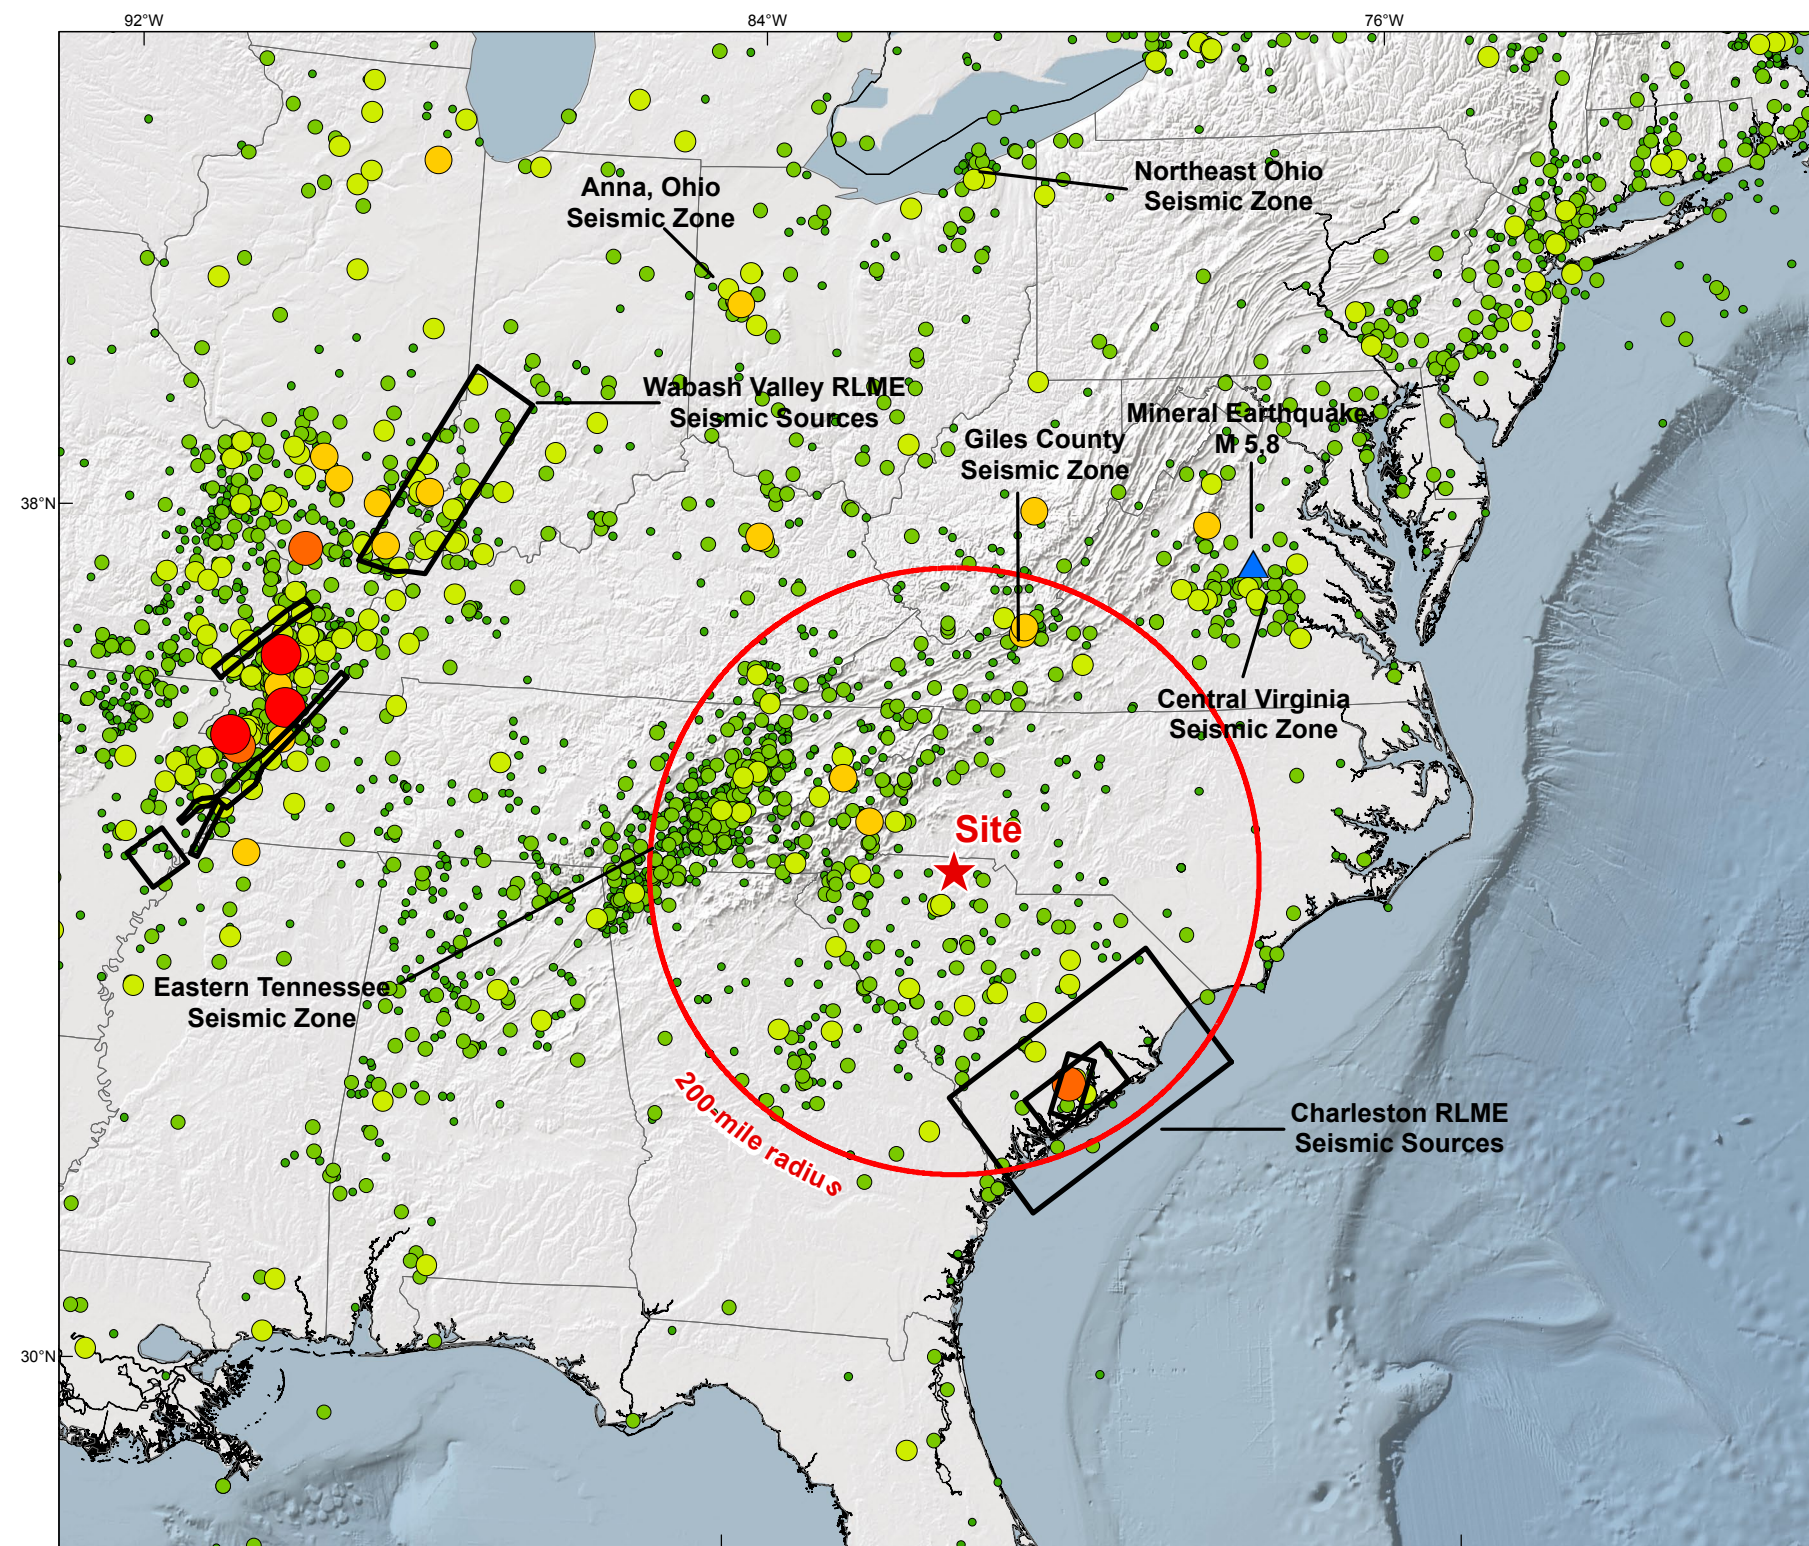 92°W
84°W
76°W
Northeast Ohio
Seismic Zone
Anna, Ohio
Seismic Zone
Wabash Valley RLME
Seismic Sources
Mineral Earthquake
M 5.8
Giles County
Seismic Zone
38°N
Central Virginia
Seismic Zone
Site
Eastern Tennessee
Seismic Zone
200-mile radius
Charleston RLME
Seismic Sources
30°N